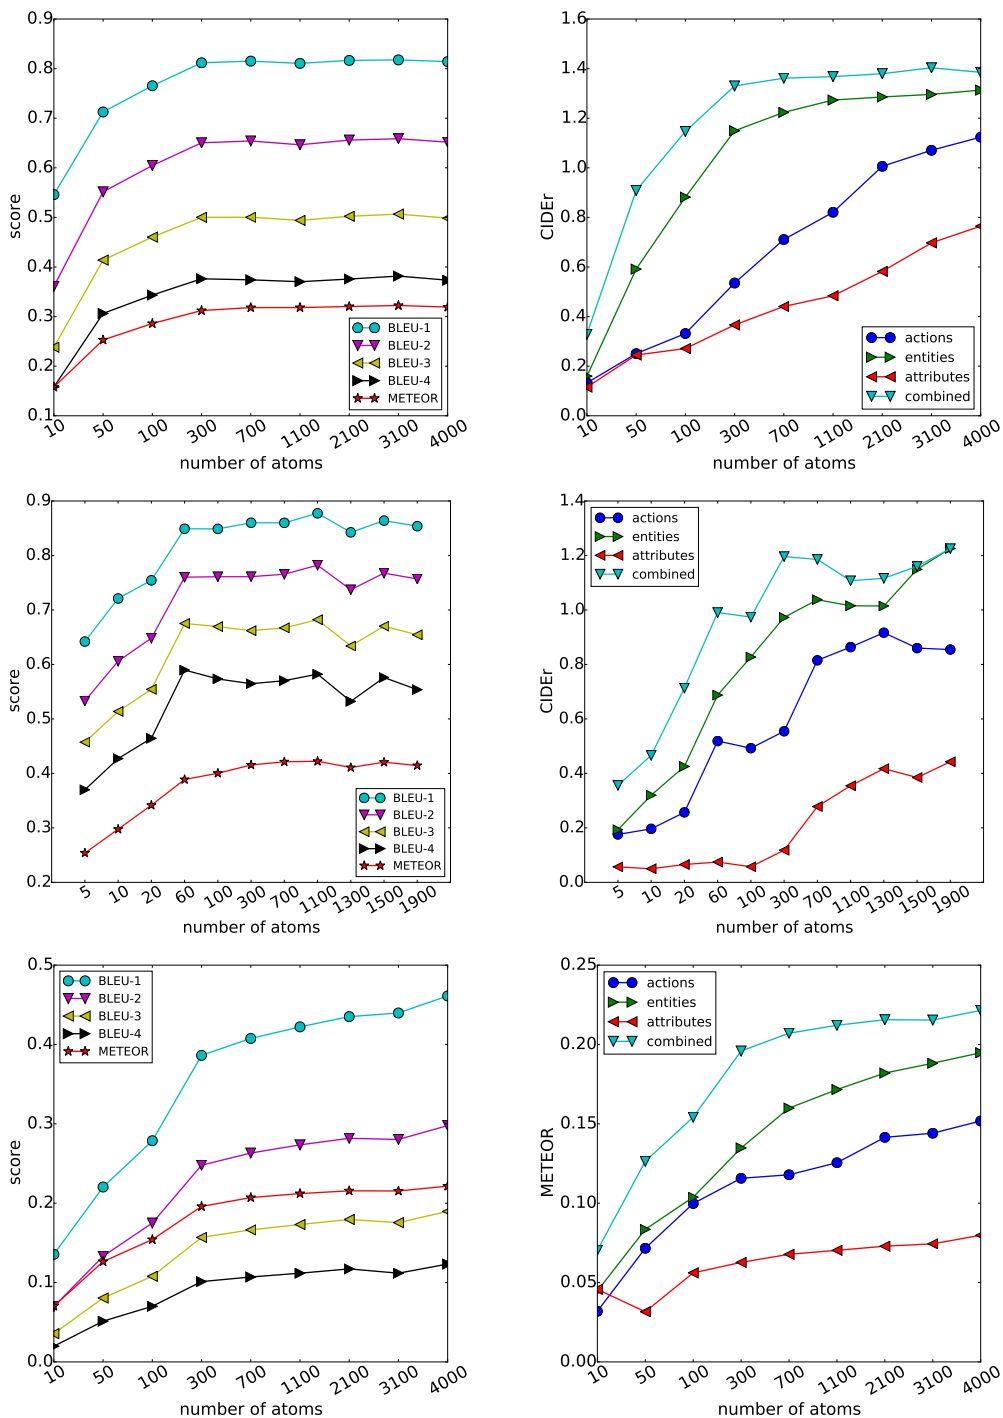 0.9
0.8
0.7
0.6
0.5
0.4
0.3
0.2
0.1
score
10 50 100 300 700 1100 2100 3100 4000
number of atoms
BLEU-1
BLEU-2
BLEU-3
BLEU-4
METEOR
1.6
1.4
1.2
1.0
0.8
0.6
0.4
0.2
0.0
CIDEr
10 50 100 300 700 1100 2100 3100 4000
number of atoms
actions
entities
attributes
combined
0.9
0.8
0.7
0.6
0.5
0.4
0.3
0.2
score
5 10 20 60 100 300 700 1100 1300 1500 1900
number of atoms
BLEU-1
BLEU-2
BLEU-3
BLEU-4
METEOR
1.4
1.2
1.0
0.8
0.6
0.4
0.2
0.0
CIDEr
5 10 20 60 100 300 700 1100 1300 1500 1900
number of atoms
actions
entities
attributes
combined
0.5
0.4
0.3
0.2
0.1
0.0
score
10 50 100 300 700 1100 2100 3100 4000
number of atoms
BLEU-1
BLEU-2
BLEU-3
BLEU-4
METEOR
0.25
0.20
0.15
0.10
0.05
0.00
METEOR
10 50 100 300 700 1100 2100 3100 4000
number of atoms
actions
entities
attributes
combined